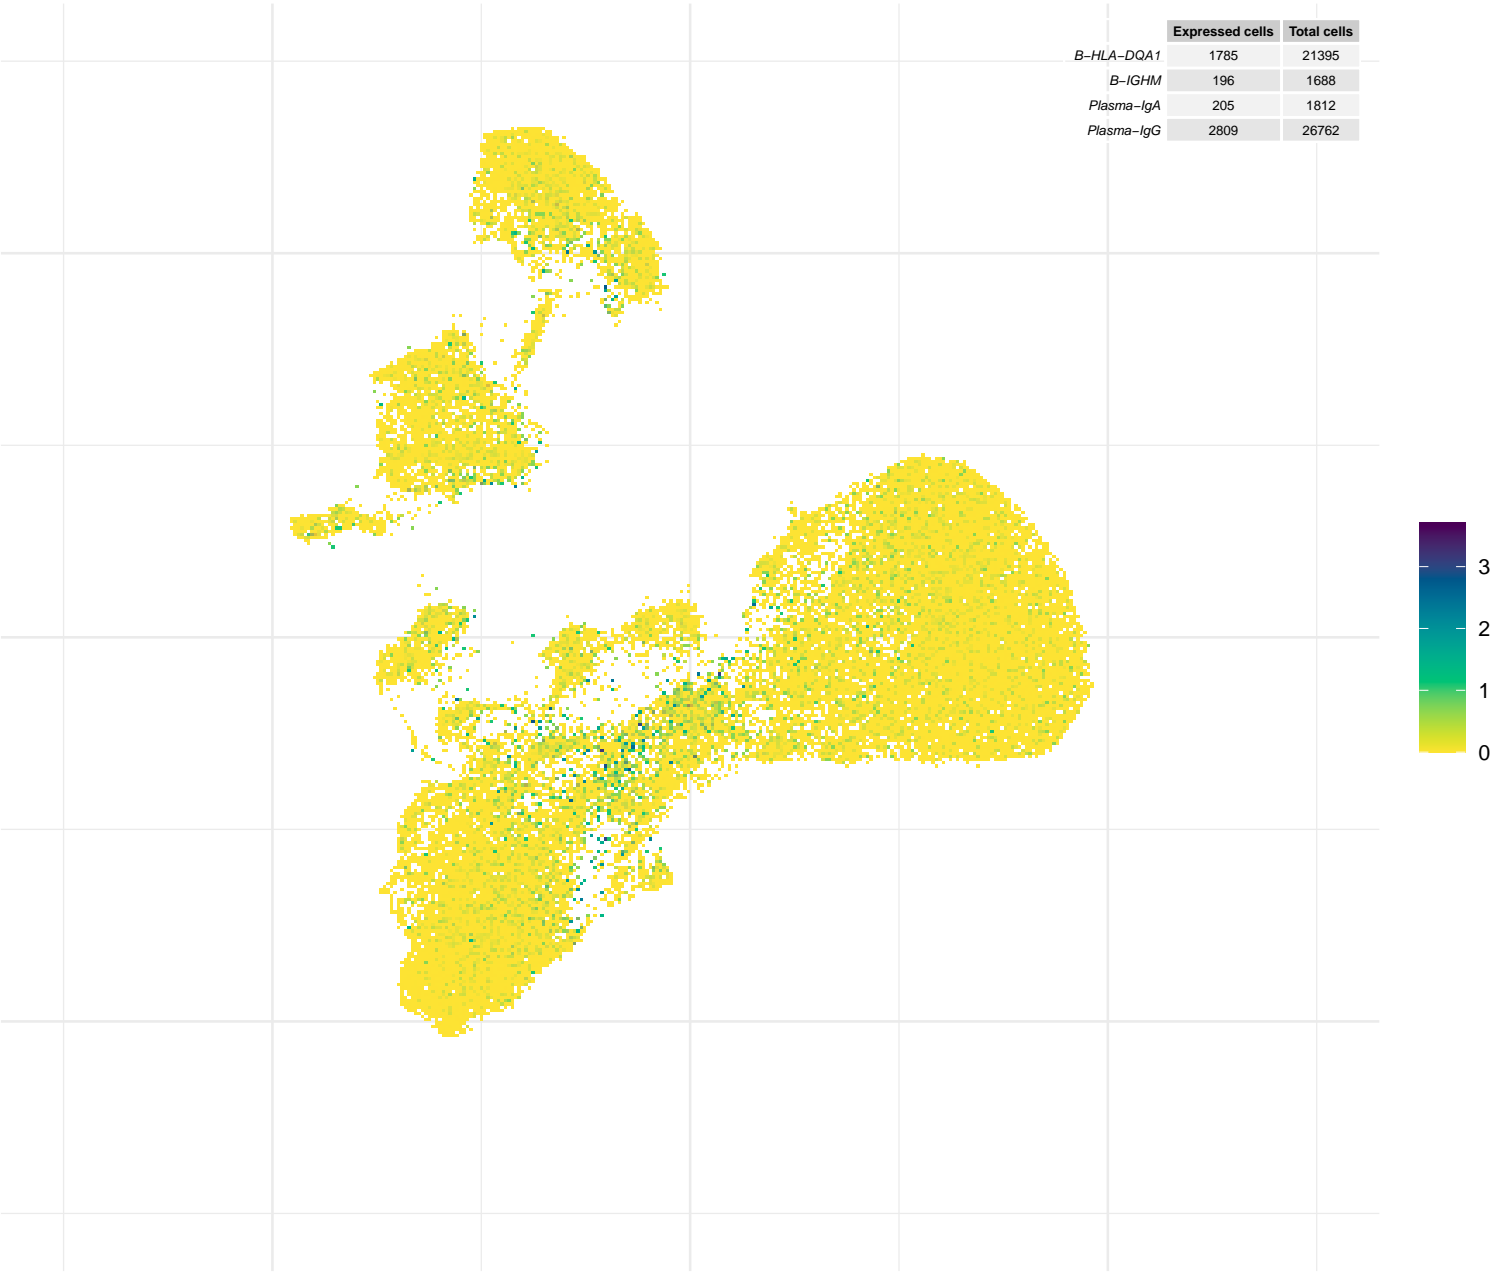 Expressed cells Total cells
B−HLA−DQA1 1785 21395
B−IGHM 196 1688
Plasma−IgA 205 1812
Plasma−IgG 2809 26762
3
2
1
0